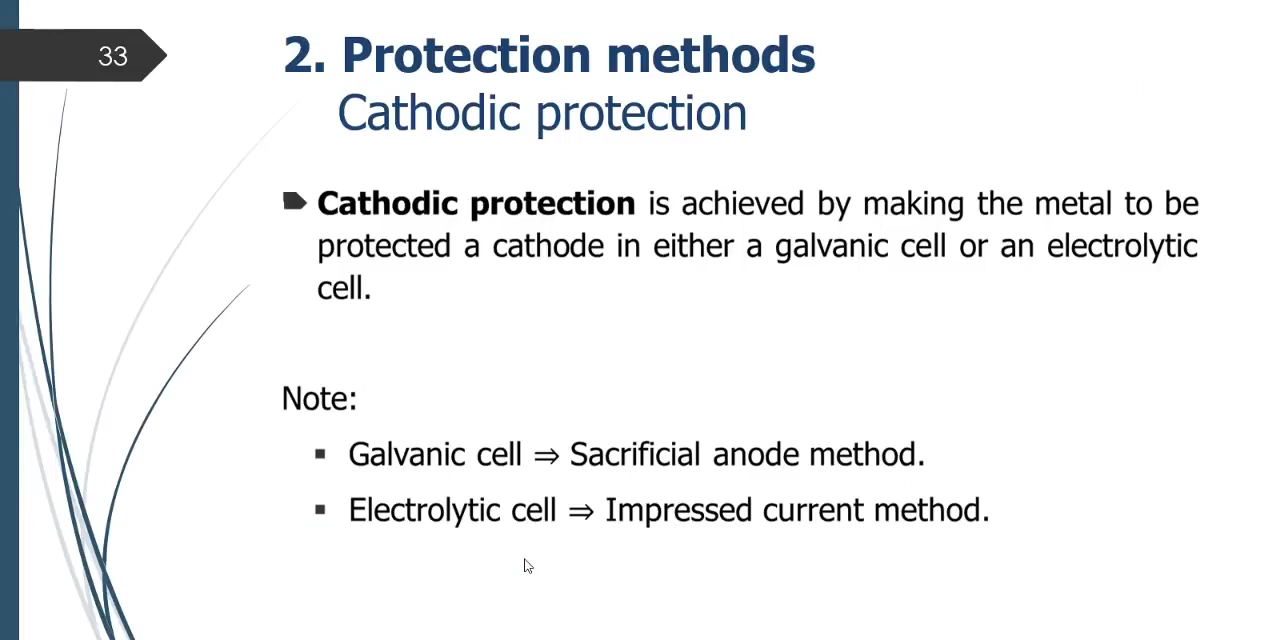 33
2. Protection methods
Cathodic protection
Cathodic protection is achieved by making the metal to be
protected a cathode in either a galvanic cell or an electrolytic
cell.
Note:
▪ Galvanic cell ⇒ Sacrificial anode method.
▪ Electrolytic cell ⇒ Impressed current method.